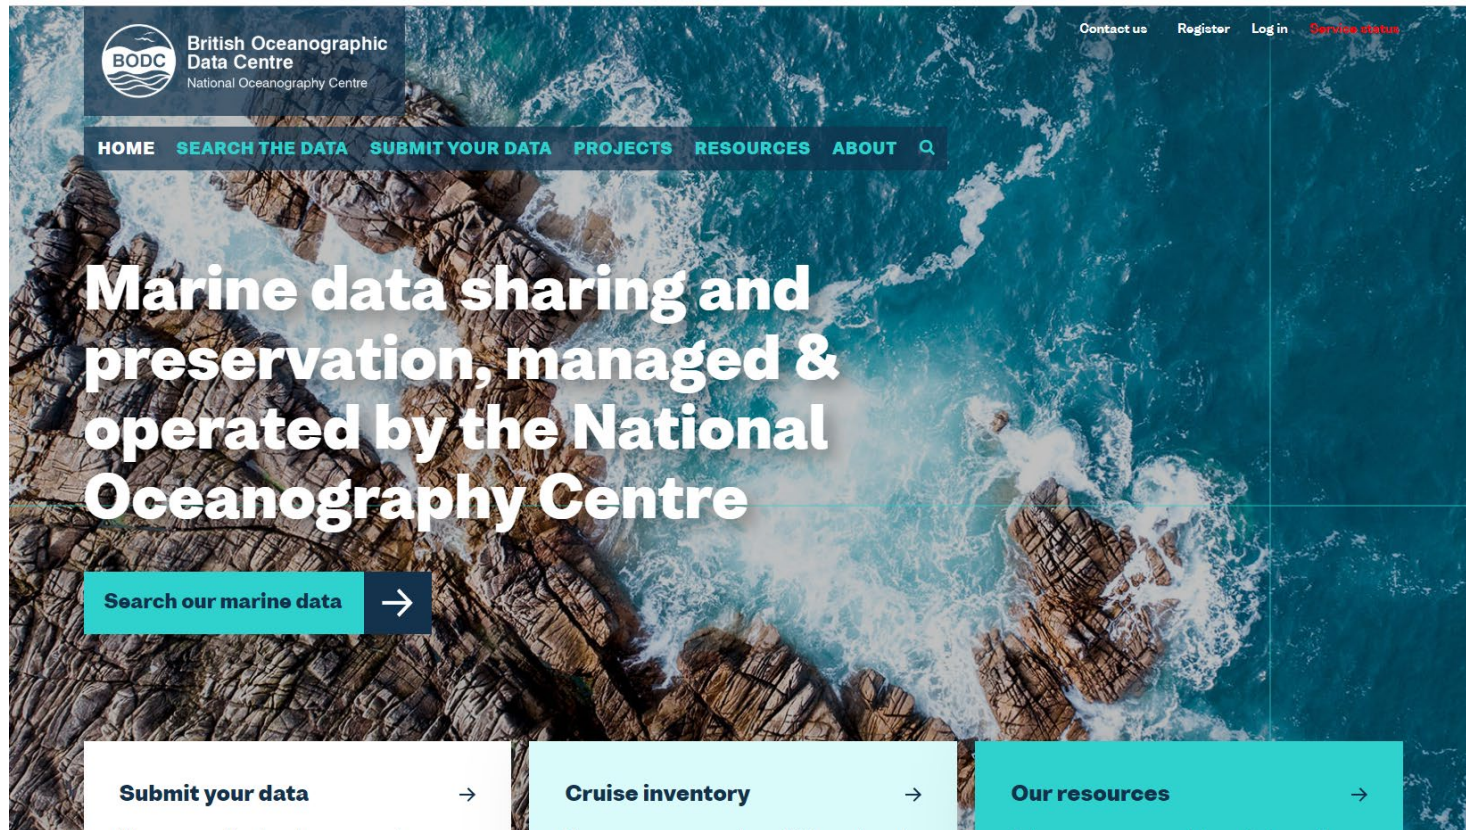 British Oceanographic
Data Centre
National Oceanography Centre
BODC
Contact us Register Log in Service status
HOME SEARCH THE DATA SUBMIT YOUR DATA PROJECTS RESOURCES ABOUT
Marine data sharing and
preservation, managed &
operated by the National
Oceanography Centre
Search our marine data
Submit your data
Cruise inventory
Our resources